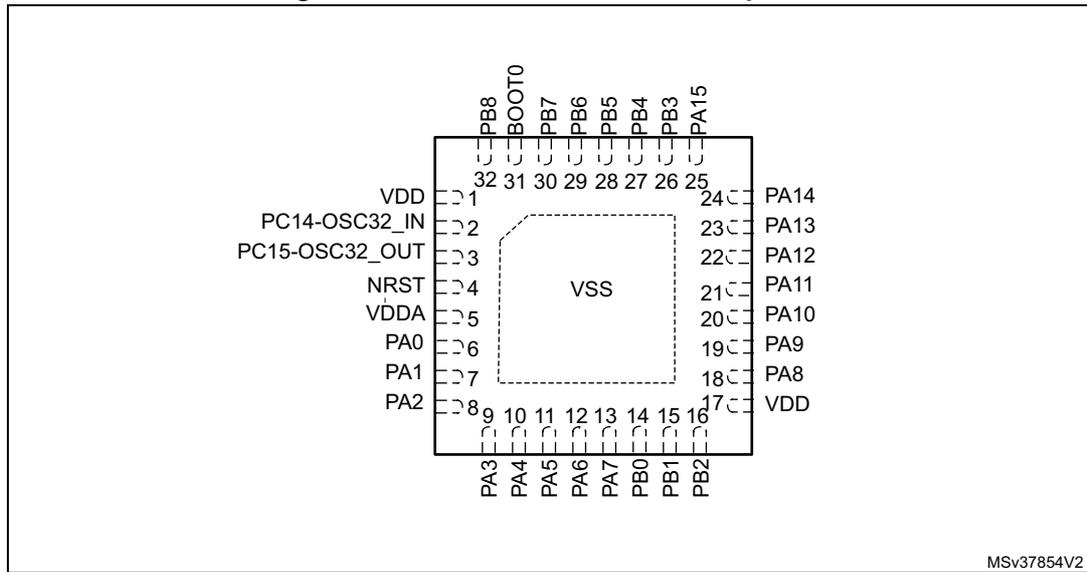 PB8
BOOT0
PB7
PB6
PB5
PB4
PB3
PA15
32 31 30 29 28 27 26 25
VDD 1
PC14-OSC32_IN 2
PC15-OSC32_OUT 3
NRST 4
VDDA 5
PA0 6
PA1 7
PA2 8
VSS
24 PA14
23 PA13
22 PA12
21 PA11
20 PA10
19 PA9
18 PA8
17 VDD
9 10 11 12 13 14 15 16
PA3
PA4
PA5
PA6
PA7
PB0
PB1
PB2
MSv37854V2